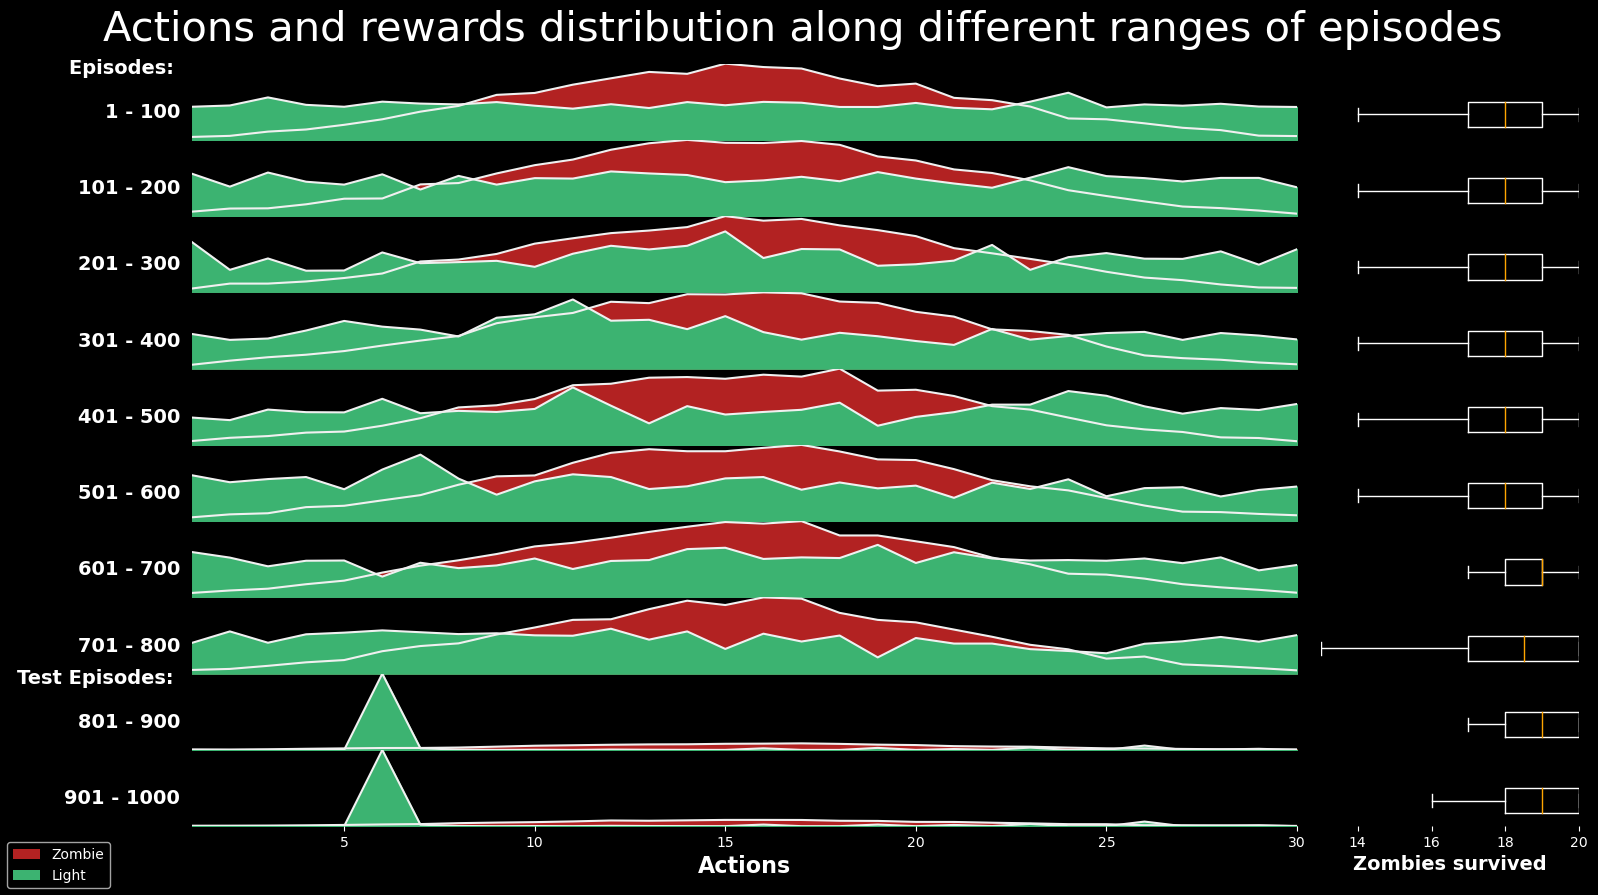 Actions and rewards distribution along different ranges of episodes
Episodes:
1 - 100
101 - 200
201 - 300
301 - 400
401 - 500
501 - 600
601 - 700
701 - 800
Test Episodes:
801 - 900
901 - 1000
5 10 15 20 25 30 14 16 18 20
Actions Zombies survived
Zombie
Light